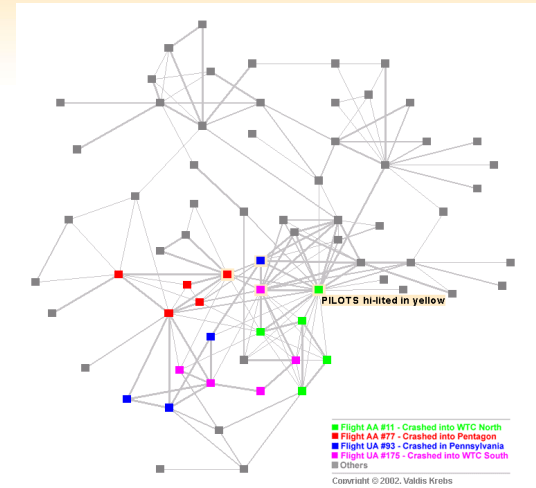 PILOTS hi-lited in yellow
Flight AA #11 - Crashed into WTC North
Flight AA #77 - Crashed into Pentagon
Flight UA #93 - Crashed in Pennsylvania
Flight UA #175 - Crashed into WTC South
Others
Copyright © 2002, Valdis Krebs